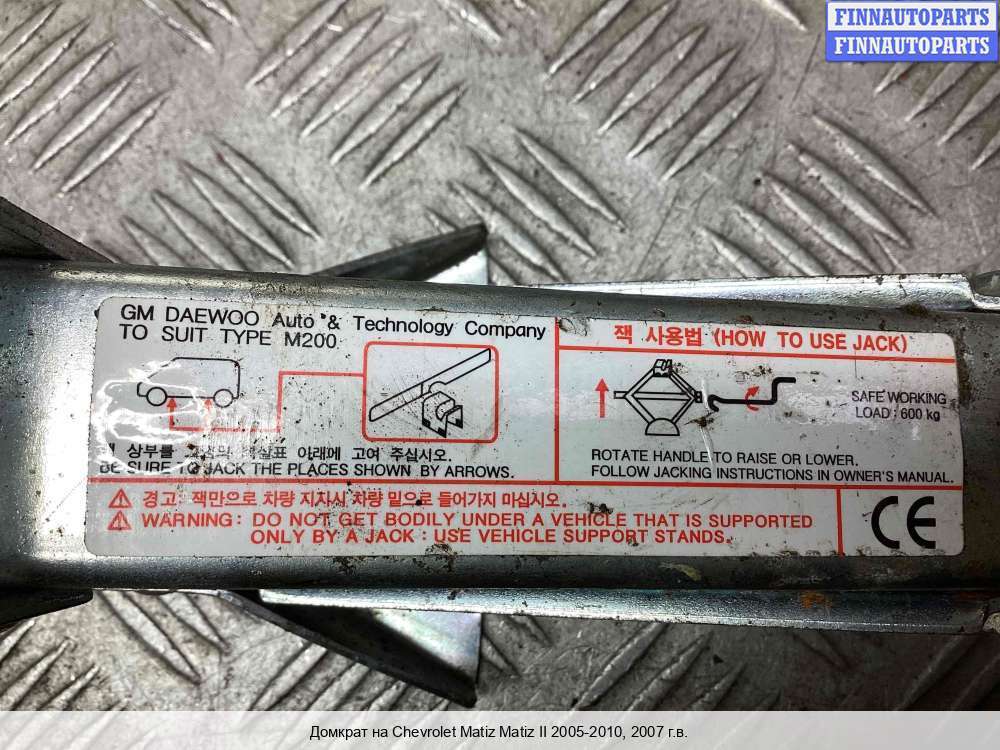 FINNAUTOPARTS
FINNAUTOPARTS
GM DAEWOO Auto & Technology Company
TO SUIT TYPE M200
잭 사용법 (HOW TO USE JACK)
SAFE WORKING
LOAD : 600 kg
상부를 아래에 고여 주십시오.
BE SURE TO JACK THE PLACES SHOWN BY ARROWS.
ROTATE HANDLE TO RAISE OR LOWER.
FOLLOW JACKING INSTRUCTIONS IN OWNER'S MANUAL.
경고: 잭만으로 차량 지지시 차량 밑으로 들어가지 마십시오.
WARNING : DO NOT GET BODILY UNDER A VEHICLE THAT IS SUPPORTED
ONLY BY A JACK : USE VEHICLE SUPPORT STANDS.
CE
Домкрат на Chevrolet Matiz Matiz II 2005-2010, 2007 г.в.